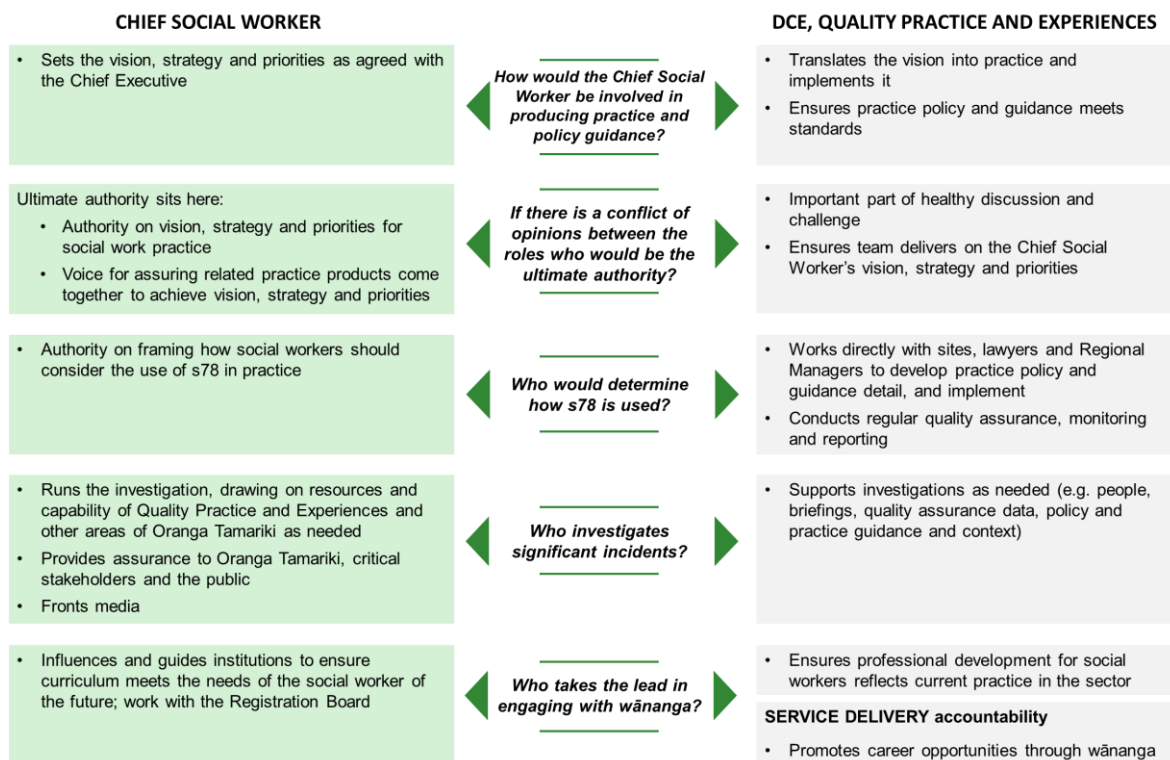 CHIEF SOCIAL WORKER
DCE, QUALITY PRACTICE AND EXPERIENCES
• Sets the vision, strategy and priorities as agreed with
the Chief Executive
How would the Chief Social
Worker be involved in
producing practice and
policy guidance?
• Translates the vision into practice and
implements it
• Ensures practice policy and guidance meets
standards
Ultimate authority sits here:
• Authority on vision, strategy and priorities for
social work practice
• Voice for assuring related practice products come
together to achieve vision, strategy and priorities
If there is a conflict of
opinions between the
roles who would be the
ultimate authority?
• Important part of healthy discussion and
challenge
• Ensures team delivers on the Chief Social
Worker's vision, strategy and priorities
• Authority on framing how social workers should
consider the use of s78 in practice
Who would determine
how s78 is used?
• Works directly with sites, lawyers and Regional
Managers to develop practice policy and
guidance detail, and implement
• Conducts regular quality assurance, monitoring
and reporting
• Runs the investigation, drawing on resources and
capability of Quality Practice and Experiences and
other areas of Oranga Tamariki as needed
• Provides assurance to Oranga Tamariki, critical
stakeholders and the public
• Fronts media
Who investigates
significant incidents?
• Supports investigations as needed (e.g. people,
briefings, quality assurance data, policy and
practice guidance and context)
• Influences and guides institutions to ensure
curriculum meets the needs of the social worker of
the future; work with the Registration Board
Who takes the lead in
engaging with wānanga?
• Ensures professional development for social
workers reflects current practice in the sector
SERVICE DELIVERY accountability
• Promotes career opportunities through wānanga